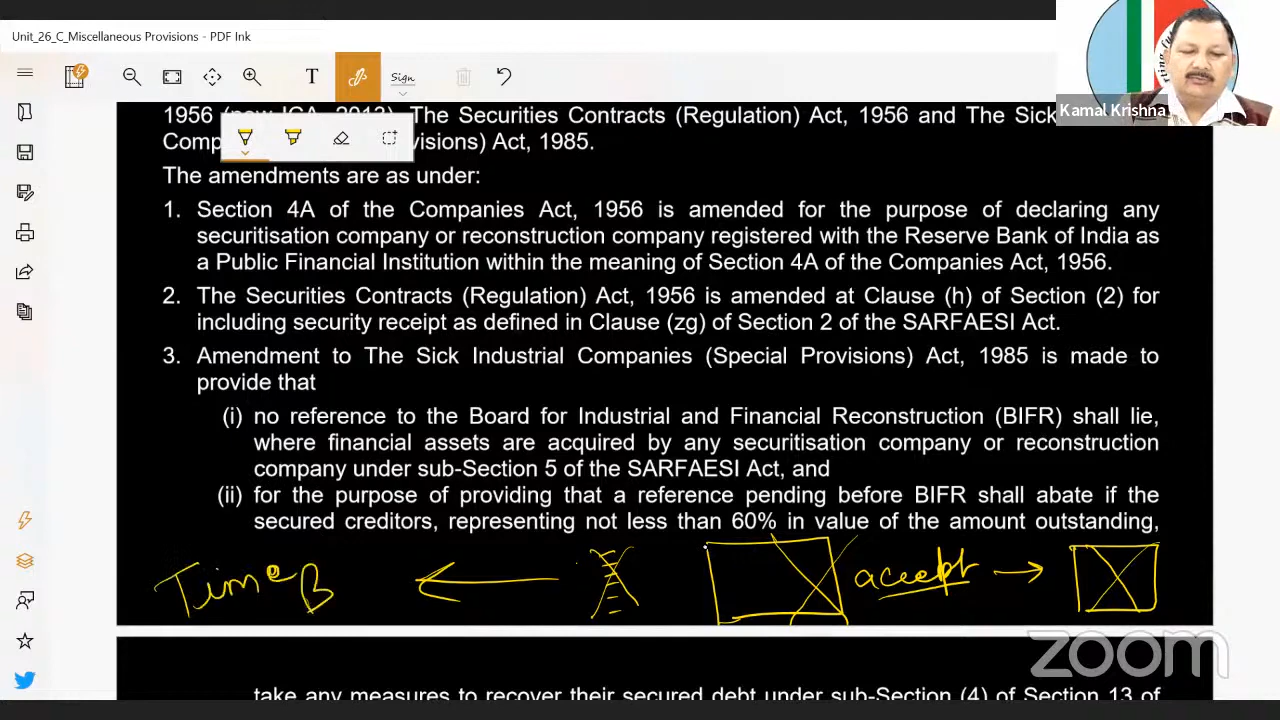 Unit_26_C_Miscellaneous Provisions - PDF Ink
T
Sign
Kamal Krishna
1956 (now ICA, 2013), The Securities Contracts (Regulation) Act, 1956 and The Sick
Comp visions) Act, 1985.
The amendments are as under:
1. Section 4A of the Companies Act, 1956 is amended for the purpose of declaring any
securitisation company or reconstruction company registered with the Reserve Bank of India as
a Public Financial Institution within the meaning of Section 4A of the Companies Act, 1956.
2. The Securities Contracts (Regulation) Act, 1956 is amended at Clause (h) of Section (2) for
including security receipt as defined in Clause (zg) of Section 2 of the SARFAESI Act.
3. Amendment to The Sick Industrial Companies (Special Provisions) Act, 1985 is made to
provide that
(i) no reference to the Board for Industrial and Financial Reconstruction (BIFR) shall lie,
where financial assets are acquired by any securitisation company or reconstruction
company under sub-Section 5 of the SARFAESI Act, and
(ii) for the purpose of providing that a reference pending before BIFR shall abate if the
secured creditors, representing not less than 60% in value of the amount outstanding,
Time B accept
zoom
take any measures to recover their secured debt under sub-Section (4) of Section 13 of